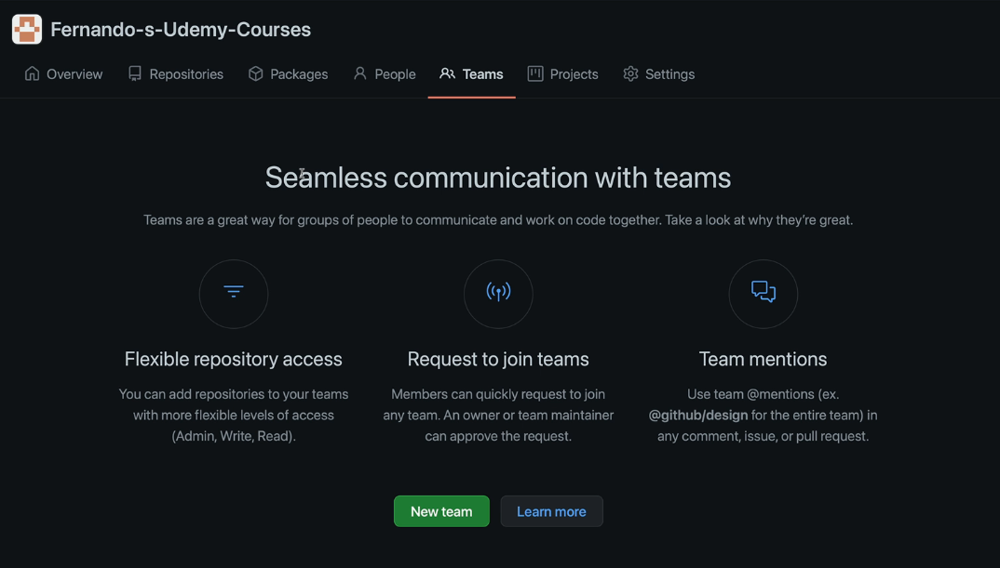 Fernando-s-Udemy-Courses
Overview Repositories Packages People Teams Projects Settings
Seamless communication with teams
Teams are a great way for groups of people to communicate and work on code together. Take a look at why they’re great.
Flexible repository access
You can add repositories to your teams
with more flexible levels of access
(Admin, Write, Read).
Request to join teams
Members can quickly request to join
any team. An owner or team maintainer
can approve the request.
Team mentions
Use team @mentions (ex.
@github/design for the entire team) in
any comment, issue, or pull request.
New team Learn more